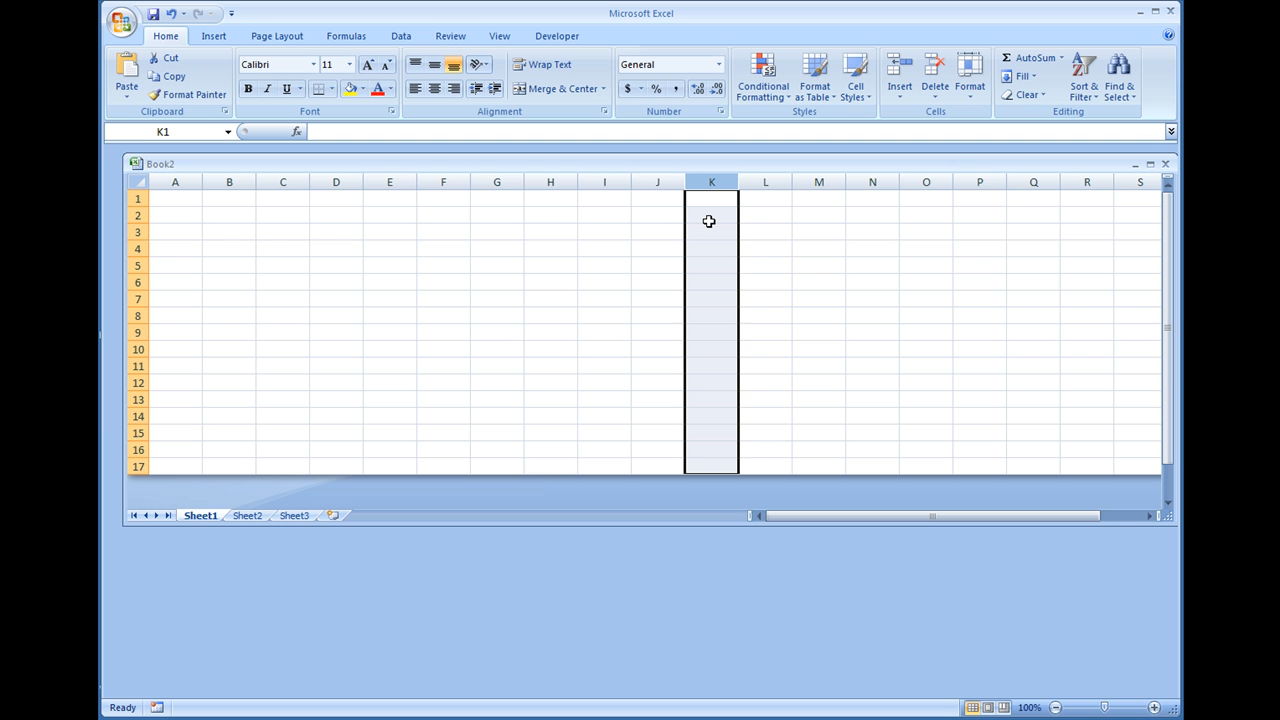 Microsoft Excel
Home Insert Page Layout Formulas Data Review View Developer
Paste
Cut
Copy
Format Painter
Clipboard
Calibri 11
B I U
Font
Wrap Text
Merge & Center
Alignment
General
$ % ,
Number
Conditional Formatting
Format as Table
Cell Styles
Styles
Insert Delete Format
Cells
AutoSum
Fill
Clear
Sort & Filter
Find & Select
Editing
K1 fx
Book2
A B C D E F G H I J K L M N O P Q R S
1
2
3
4
5
6
7
8
9
10
11
12
13
14
15
16
17
Sheet1 Sheet2 Sheet3
Ready 100%